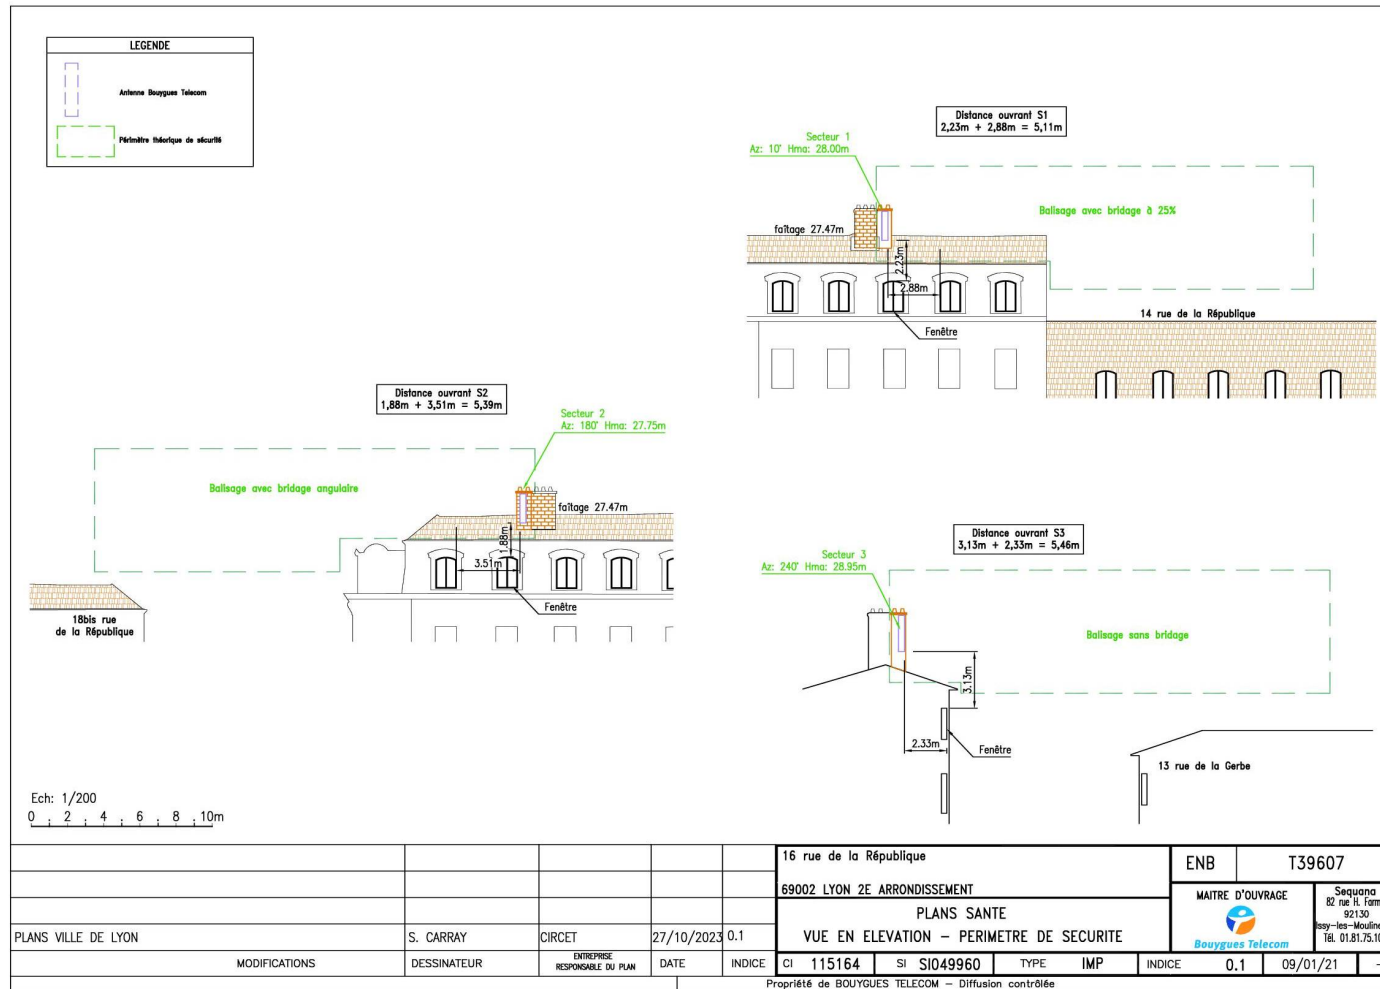 LEGENDE
Antenne Bouygues Telecom
Périmètre théorique de sécurité
Distance ouvrant S1
2,23m + 2,88m = 5,11m
Secteur 1
Az: 10° Hma: 28.00m
Balisage avec bridage à 25%
faîtage 27.47m
2.23m
2.88m
Fenêtre
14 rue de la République
Distance ouvrant S2
1,88m + 3,51m = 5,39m
Secteur 2
Az: 180° Hma: 27.75m
Balisage avec bridage angulaire
faîtage 27.47m
1.88m
3.51m
Fenêtre
18bis rue
de la République
Distance ouvrant S3
3,13m + 2,33m = 5,46m
Secteur 3
Az: 240° Hma: 28.95m
Balisage sans bridage
3.13m
2.33m
Fenêtre
13 rue de la Gerbe
Ech: 1/200
0 2 4 6 8 10m
16 rue de la République
69002 LYON 2E ARRONDISSEMENT
ENB T39607
PLANS SANTE
VUE EN ELEVATION – PERIMETRE DE SECURITE
MAITRE D'OUVRAGE
Bouygues Telecom
Sequana
82 rue H. Farm
92130
Issy-les-Mouline
Tél. 01.81.75.10
PLANS VILLE DE LYON S. CARRAY CIRCET 27/10/2023 0.1
MODIFICATIONS DESSINATEUR ENTREPRISE RESPONSABLE DU PLAN DATE INDICE
CI 115164 SI SI049960 TYPE IMP INDICE 0.1 09/01/21 -
Propriété de BOUYGUES TELECOM – Diffusion contrôlée